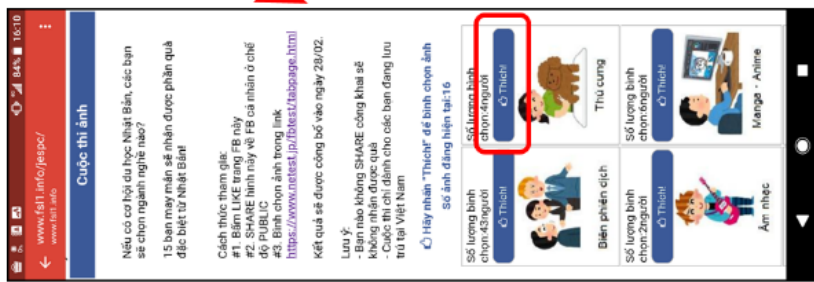 84% 16:10
www.fsl1.info/jespc/
www.fsl1.info
Cuộc thi ảnh
Nếu có cơ hội du học Nhật Bản, các bạn
sẽ chọn ngành nghề nào?
15 bạn may mắn sẽ nhận được phần quà
đặc biệt từ Nhật Bản!
Cách thức tham gia:
#1. Bấm LIKE trang FB này
#2. SHARE hình này về FB cá nhân ở chế
độ PUBLIC
#3. Bình chọn ảnh trong link
https://www.netest.jp/fbtest/tabpage.html
Kết quả sẽ được công bố vào ngày 28/02.
Lưu ý:
- Bạn nào không SHARE công khai sẽ
không nhận được quà
- Cuộc thi chỉ dành cho các bạn đang lưu
trú tại Việt Nam
Hãy nhấn "Thích!" để bình chọn ảnh
Số ảnh đăng hiện tại:16
Số lượng bình
chọn:43người
Thích!
Biên phiên dịch
Số lượng bình
chọn:4người
Thích!
Thú cưng
Số lượng bình
chọn:2người
Thích!
Âm nhạc
Số lượng bình
chọn:6người
Thích!
Manga - Anime